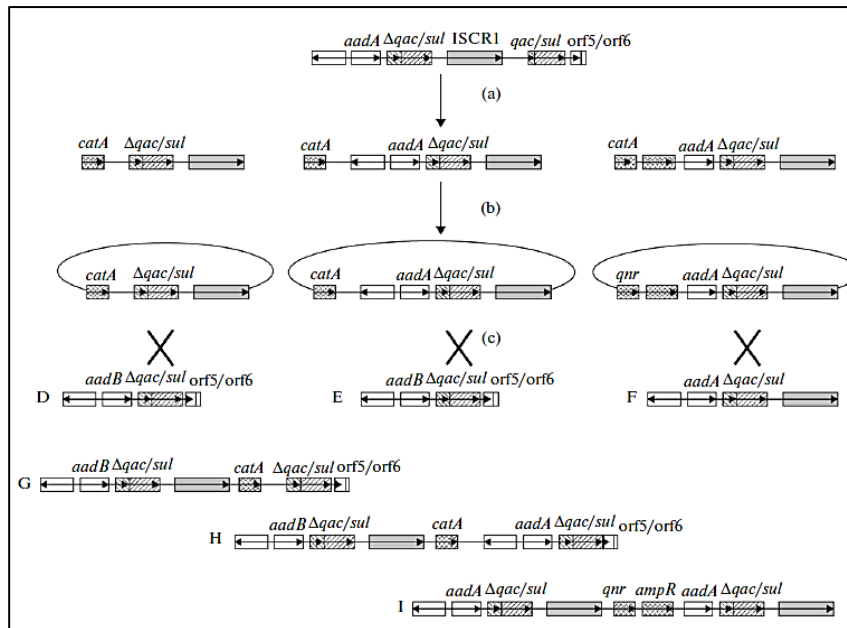 aadA Δqac/sul ISCR1 qac/sul orf5/orf6
(a)
catA Δqac/sul
catA aadA Δqac/sul
catA aadA Δqac/sul
(b)
catA Δqac/sul
catA aadA Δqac/sul
qnr aadA Δqac/sul
(c)
D aadB Δqac/sul orf5/orf6
E aadB Δqac/sul orf5/orf6
F aadA Δqac/sul
G aadB Δqac/sul catA Δqac/sul orf5/orf6
H aadB Δqac/sul catA aadA Δqac/sul orf5/orf6
I aadA Δqac/sul qnr ampR aadA Δqac/sul